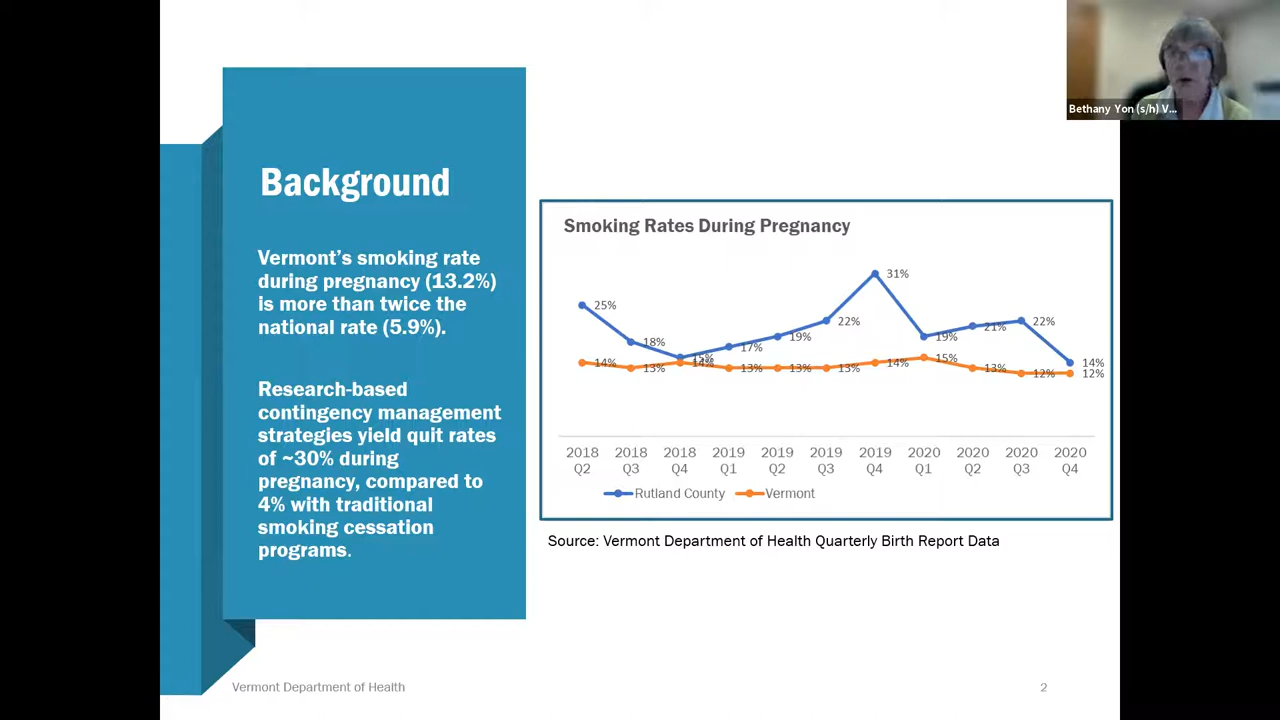 Bethany Yon (s/h) V...
Background
Vermont's smoking rate
during pregnancy (13.2%)
is more than twice the
national rate (5.9%).
Research-based
contingency management
strategies yield quit rates
of ~30% during
pregnancy, compared to
4% with traditional
smoking cessation
programs.
Smoking Rates During Pregnancy
31%
25%
22%
22%
21%
19%
19%
18%
17%
15%
14%
14%
14%
13%
13%
13%
13%
14%
15%
13%
12%
12%
2018 2018 2018 2019 2019 2019 2019 2020 2020 2020 2020
Q2 Q3 Q4 Q1 Q2 Q3 Q4 Q1 Q2 Q3 Q4
Rutland County Vermont
Source: Vermont Department of Health Quarterly Birth Report Data
Vermont Department of Health
2